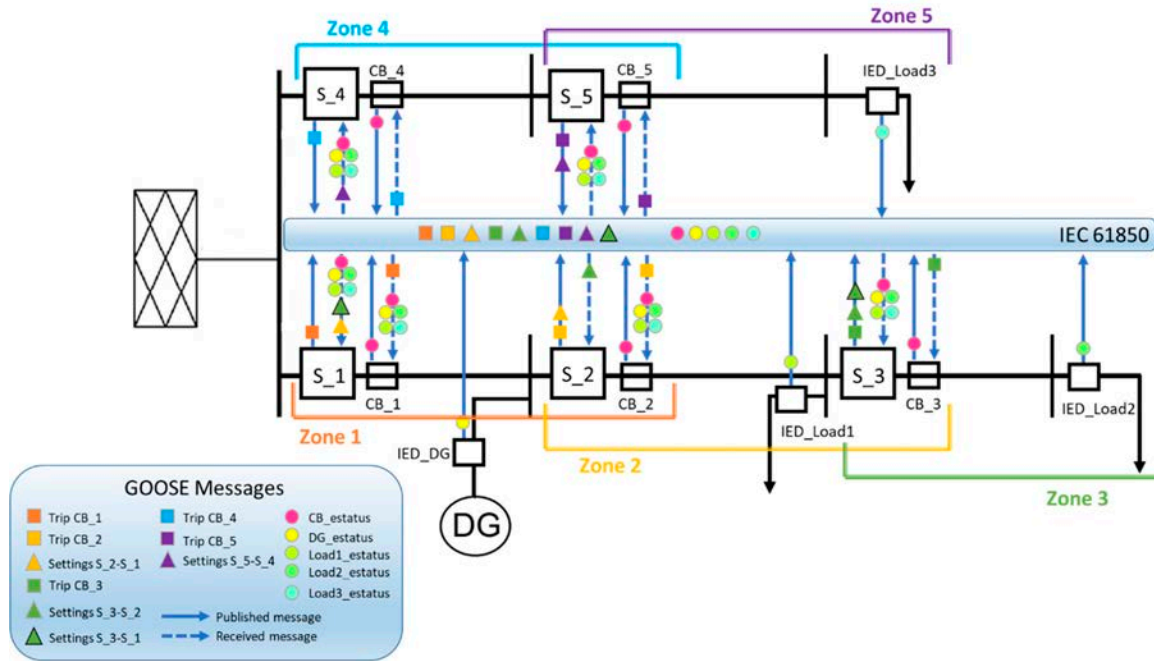 Zone 4
Zone 5
CB_4
CB_5
IED_Load3
S_4
S_5
IEC 61850
S_1
S_2
S_3
CB_1
CB_2
CB_3
IED_Load1
IED_Load2
Zone 1
IED_DG
Zone 2
Zone 3
DG
GOOSE Messages
Trip CB_1
Trip CB_2
Settings S_2-S_1
Trip CB_3
Settings S_3-S_2
Settings S_3-S_1
Trip CB_4
Trip CB_5
Settings S_5-S_4
CB_estatus
DG_estatus
Load1_estatus
Load2_estatus
Load3_estatus
Published message
Received message